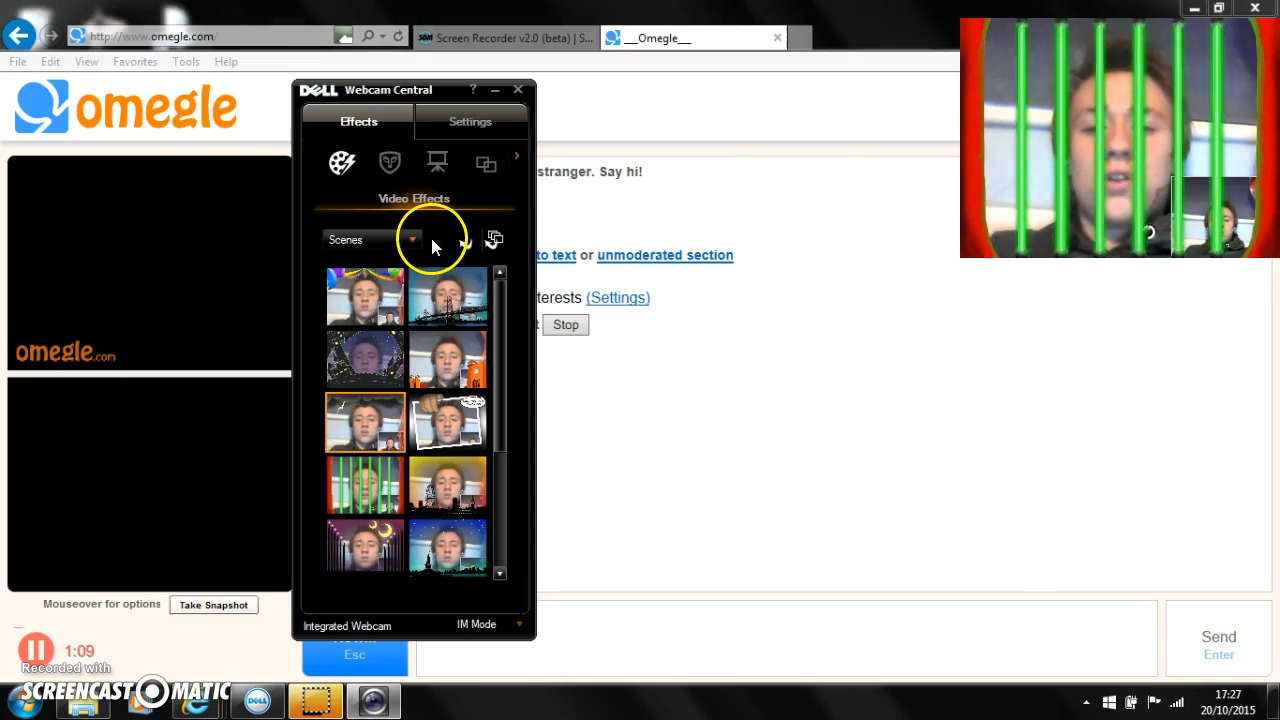 http://www.omegle.com/
Screen Recorder v2.0 (beta) | S...
__Omegle__
File Edit View Favorites Tools Help
omegle
DELL Webcam Central ?
Effects Settings
Video Effects
Scenes
stranger. Say hi!
to text or unmoderated section
terests (Settings)
Stop
omegle.com
Mouseover for options Take Snapshot
Integrated Webcam IM Mode
Esc
Send
Enter
1:09
Recorded with
SCREENCAST-O-MATIC
DELL
17:27
20/10/2015